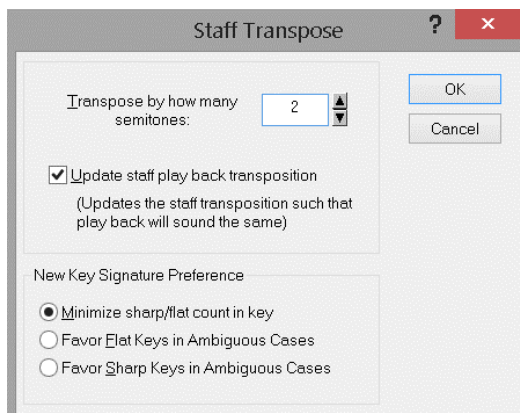 Staff Transpose
?
×
Transpose by how many
semitones:
2
OK
Cancel
Update staff play back transposition
(Updates the staff transposition such that
play back will sound the same)
New Key Signature Preference
Minimize sharp/flat count in key
Favor Flat Keys in Ambiguous Cases
Favor Sharp Keys in Ambiguous Cases